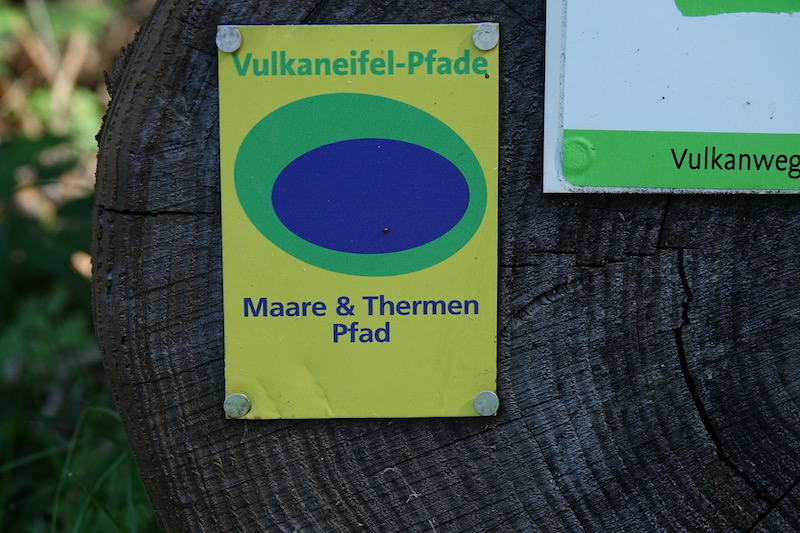 Vulkaneifel-Pfade
Maare & Thermen
Pfad
Vulkanweg